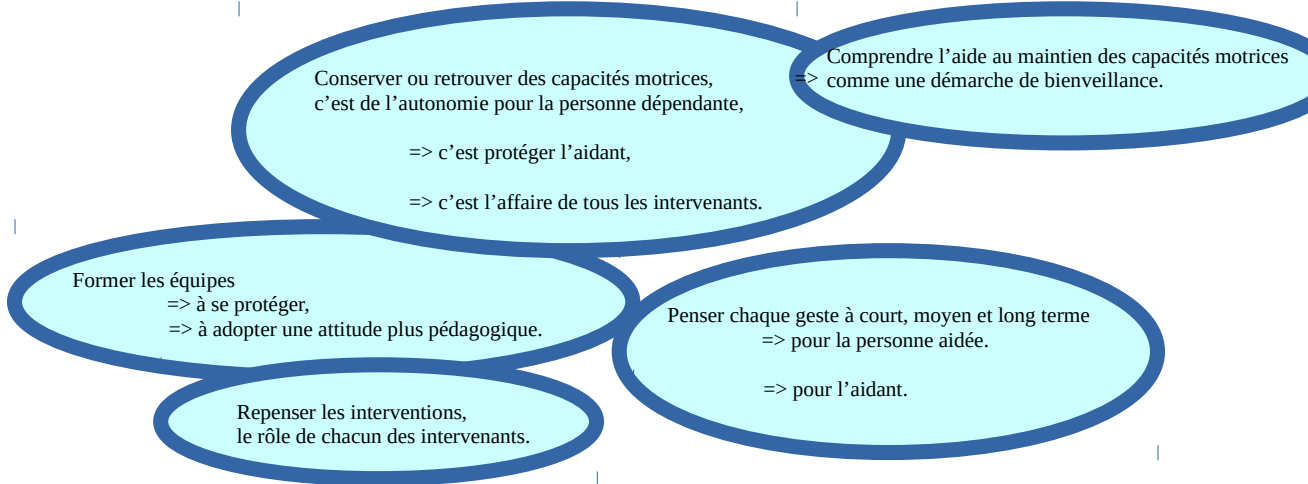 Conserver ou retrouver des capacités motrices,
c’est de l’autonomie pour la personne dépendante,
=> c’est protéger l’aidant,
=> c’est l’affaire de tous les intervenants.
Comprendre l’aide au maintien des capacités motrices
=> comme une démarche de bienveillance.
Former les équipes
=> à se protéger,
=> à adopter une attitude plus pédagogique.
Penser chaque geste à court, moyen et long terme
=> pour la personne aidée.
=> pour l’aidant.
Repenser les interventions,
le rôle de chacun des intervenants.